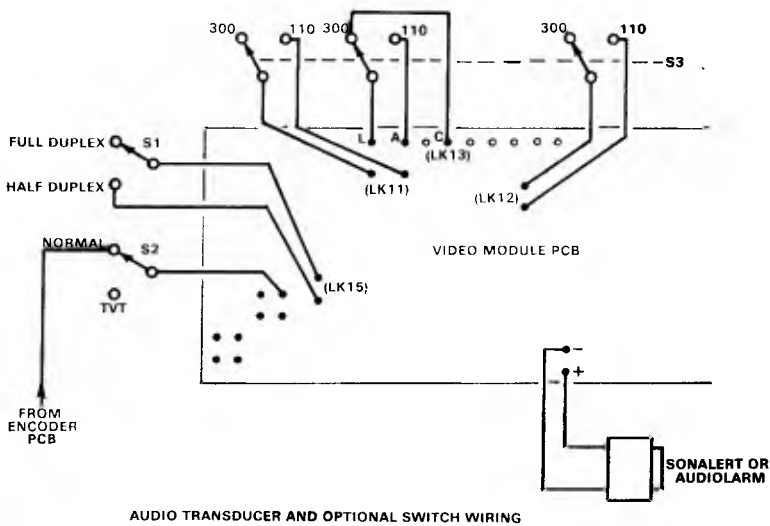 300 110 300 110 300 110
S3
FULL DUPLEX S1
L A C
(LK13)
HALF DUPLEX
(LK11)
(LK12)
NORMAL S2
VIDEO MODULE PCB
(LK15)
TVT
-
+
FROM
ENCODER
PCB
SONALERT OR
AUDIOLARM
AUDIO TRANSDUCER AND OPTIONAL SWITCH WIRING